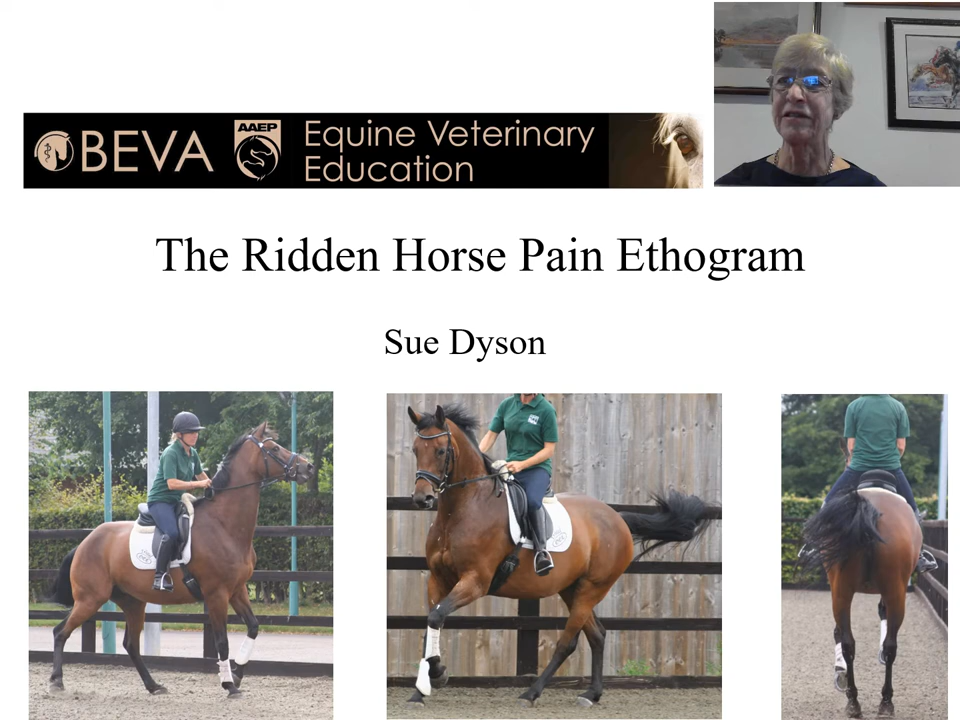 BEVA
AAEP
Equine Veterinary
Education
The Ridden Horse Pain Ethogram
Sue Dyson